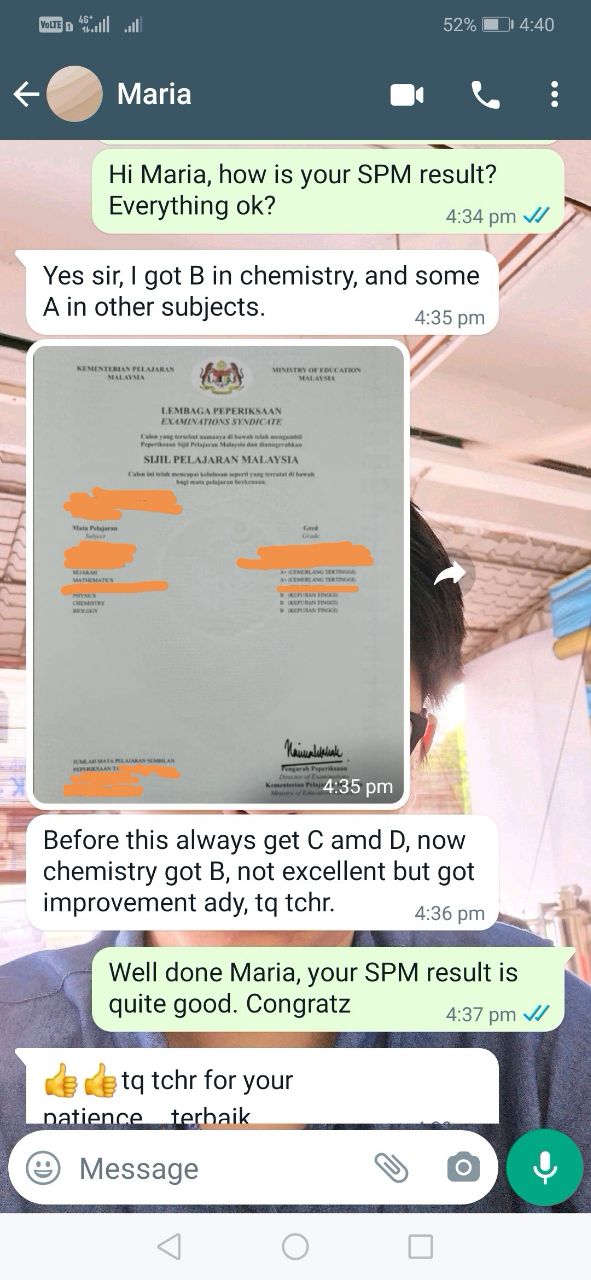 VoLTE
4G+
52%
4:40
Maria
Hi Maria, how is your SPM result?
Everything ok?
4:34 pm
Yes sir, I got B in chemistry, and some
A in other subjects.
4:35 pm
KEMENTERIAN PELAJARAN
MALAYSIA
MINISTRY OF EDUCATION
MALAYSIA
LEMBAGA PEPERIKSAAN
EXAMINATIONS SYNDICATE
Calon yang tersebut namanya di bawah telah mengambil
Peperiksaan Sijil Pelajaran Malaysia dan dianugerahkan
SIJIL PELAJARAN MALAYSIA
Calon ini telah mencapai kelulusan seperti yang tercatat di bawah
bagi mata pelajaran berkenaan.
Mata Pelajaran
Gred
Subject
Grade
SEJARAH
(CEMERLANG TERTINGGI)
MATHEMATICS
(CEMERLANG TERTINGGI)
PHYSICS
B (KEPUJIAN TINGGI)
CHEMISTRY
B (KEPUJIAN TINGGI)
BIOLOGY
B (KEPUJIAN TINGGI)
JUMLAH MATA PELAJARAN SEMBILAN
PEPERIKSAAN
Pengarah Peperiksaan
Director of
Kementerian
Ministry of
4:35 pm
Before this always get C amd D, now
chemistry got B, not excellent but got
improvement ady, tq tchr.
4:36 pm
Well done Maria, your SPM result is
quite good. Congratz
4:37 pm
👍👍tq tchr for your
patience... terbaik
Message